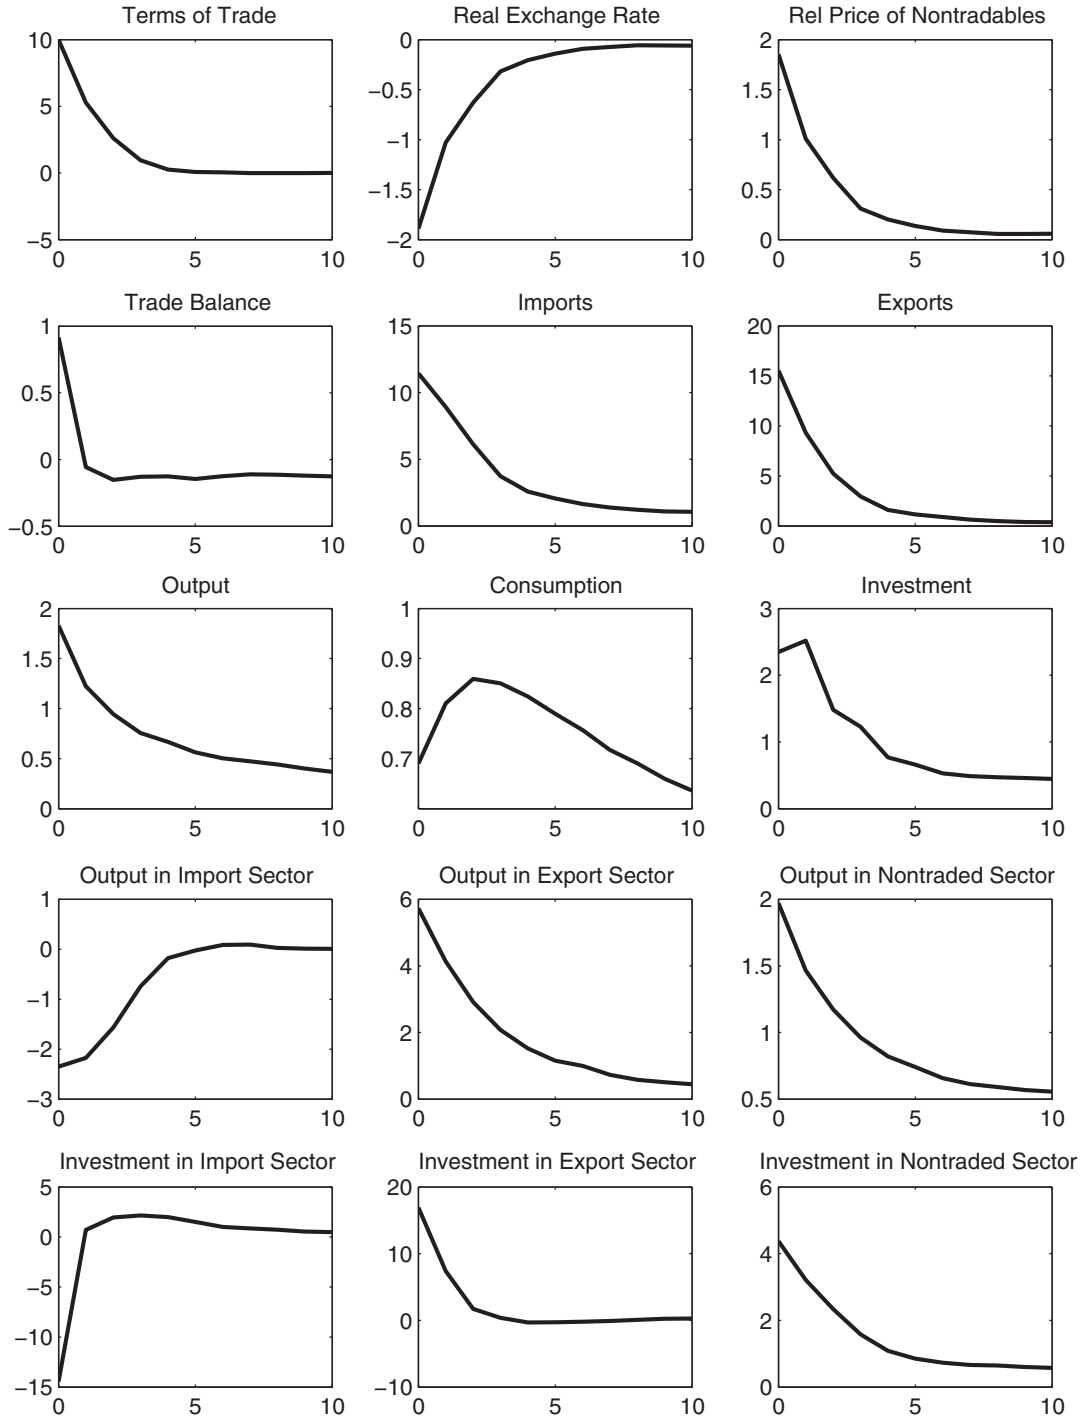 Terms of Trade Real Exchange Rate Rel Price of Nontradables
10 0 2
5 −0.5 1.5
−1 1
0 −1.5 0.5
−5 −2 0
0 5 10 0 5 10 0 5 10
Trade Balance Imports Exports
1 15 20
0.5 10 15
0 5 10
5
−0.5 0 0
0 5 10 0 5 10 0 5 10
Output Consumption Investment
2 1 3
1.5 0.9 2
1 0.8
0.5 0.7 1
0 0
0 5 10 0 5 10 0 5 10
Output in Import Sector Output in Export Sector Output in Nontraded Sector
1 6 2
0 4 1.5
−1 1
−2 2
−3 0 0.5
0 5 10 0 5 10 0 5 10
Investment in Import Sector Investment in Export Sector Investment in Nontraded Sector
5 20 6
0 10 4
−5 0 2
−10
−15 −10 0
0 5 10 0 5 10 0 5 10